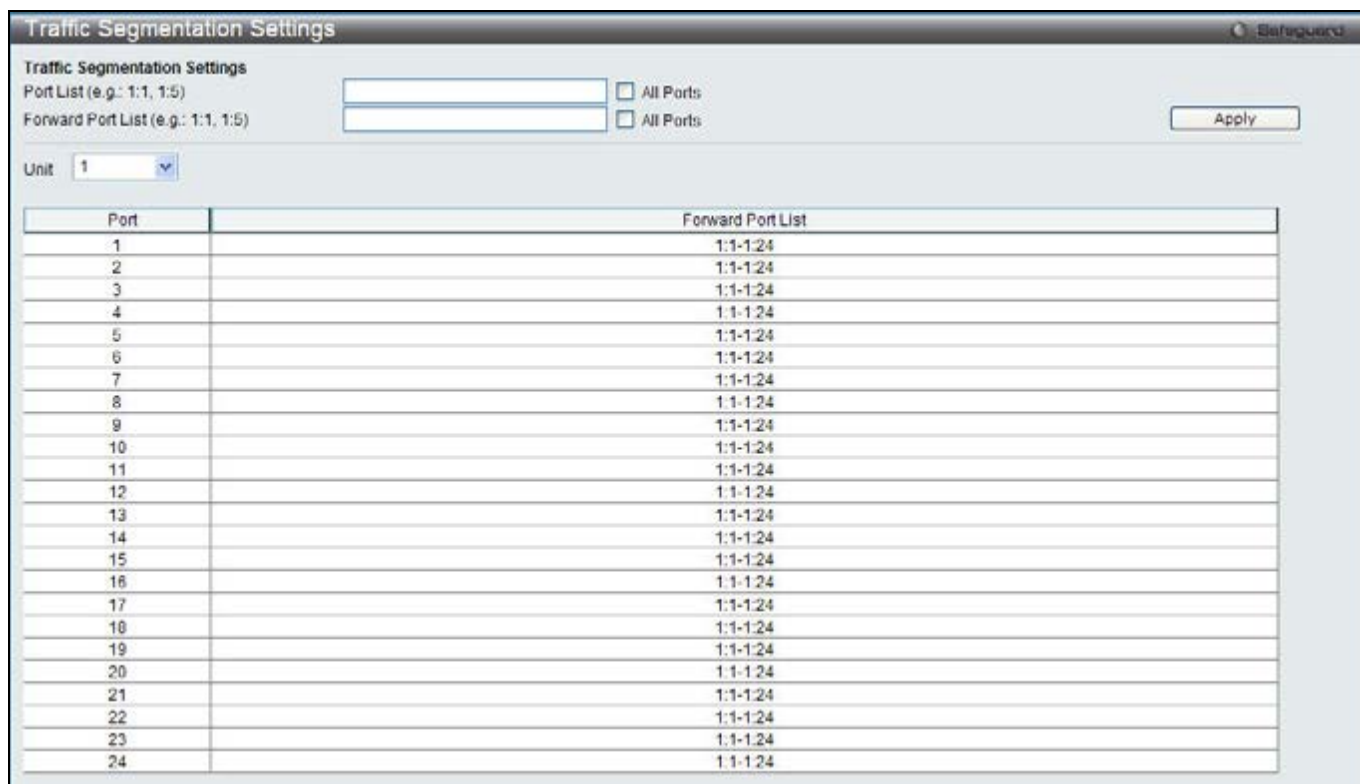 Traffic Segmentation Settings
Safeguard
Traffic Segmentation Settings
Port List (e.g.: 1:1, 1:5)
All Ports
Forward Port List (e.g.: 1:1, 1:5)
All Ports
Apply
Unit 1
Port Forward Port List
1 1:1-1:24
2 1:1-1:24
3 1:1-1:24
4 1:1-1:24
5 1:1-1:24
6 1:1-1:24
7 1:1-1:24
8 1:1-1:24
9 1:1-1:24
10 1:1-1:24
11 1:1-1:24
12 1:1-1:24
13 1:1-1:24
14 1:1-1:24
15 1:1-1:24
16 1:1-1:24
17 1:1-1:24
18 1:1-1:24
19 1:1-1:24
20 1:1-1:24
21 1:1-1:24
22 1:1-1:24
23 1:1-1:24
24 1:1-1:24